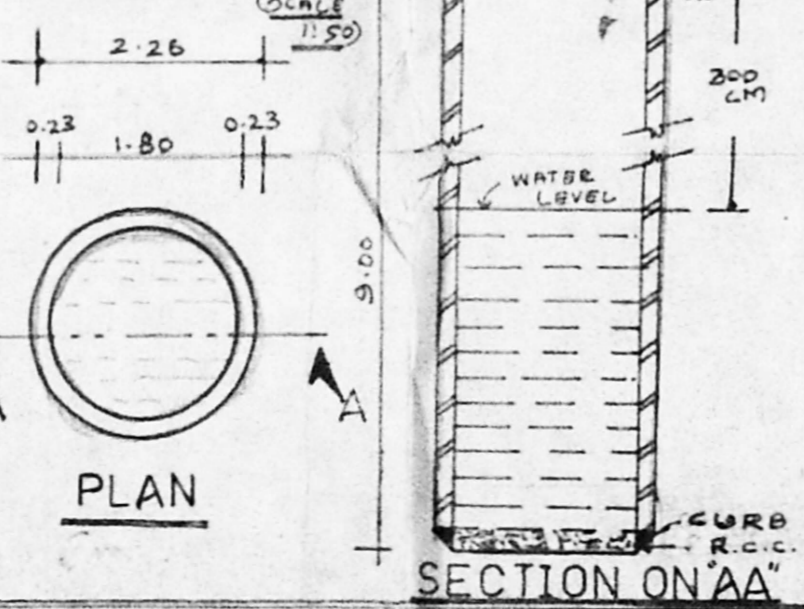 (SCALE
1:50)
2.26
0.23
1.80
0.23
PLAN
A
9.00
WATER
LEVEL
CM
CURB
R.C.C.
SECTION ON "AA"